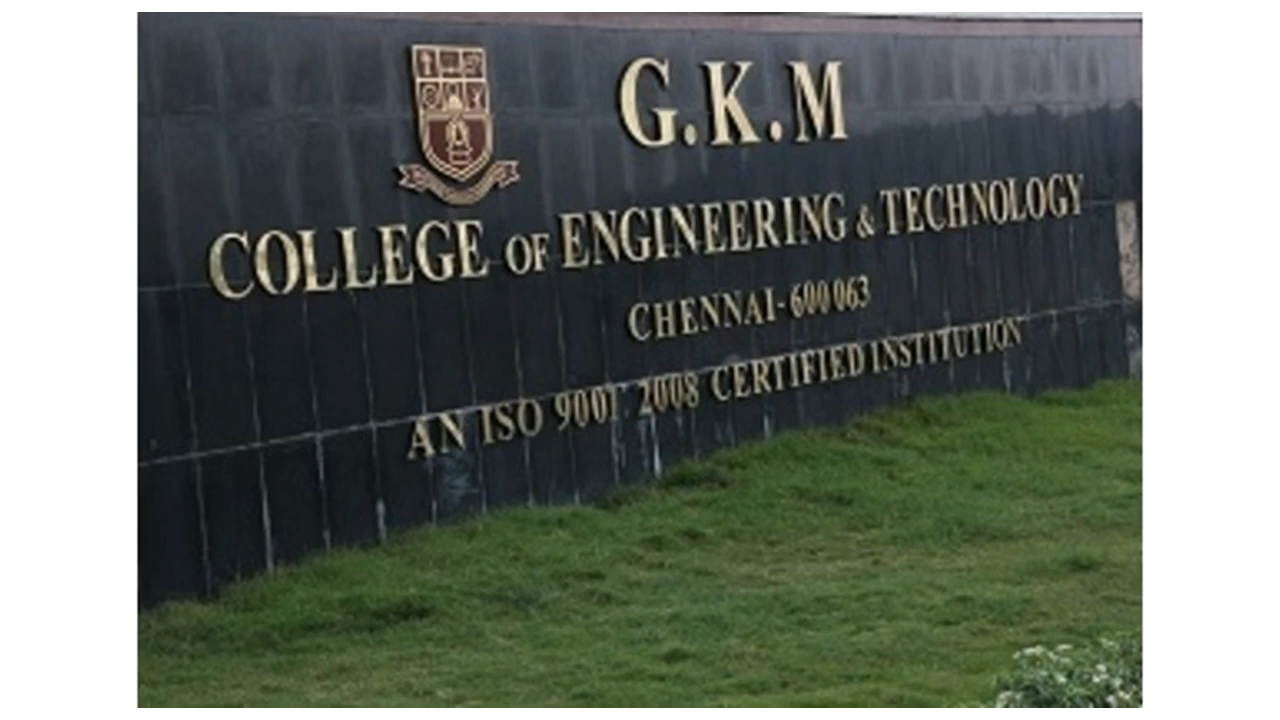 G.K.M
COLLEGE OF ENGINEERING & TECHNOLOGY
CHENNAI-600 063
AN ISO 9001 2008 CERTIFIED INSTITUTION